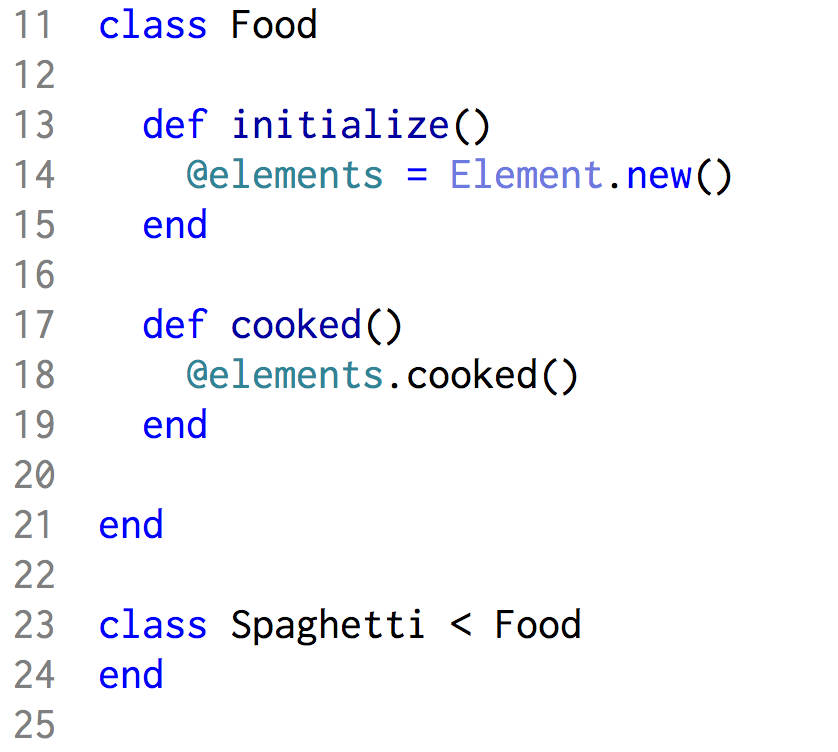 11 class Food
12
13 def initialize()
14 @elements = Element.new()
15 end
16
17 def cooked()
18 @elements.cooked()
19 end
20
21 end
22
23 class Spaghetti < Food
24 end
25